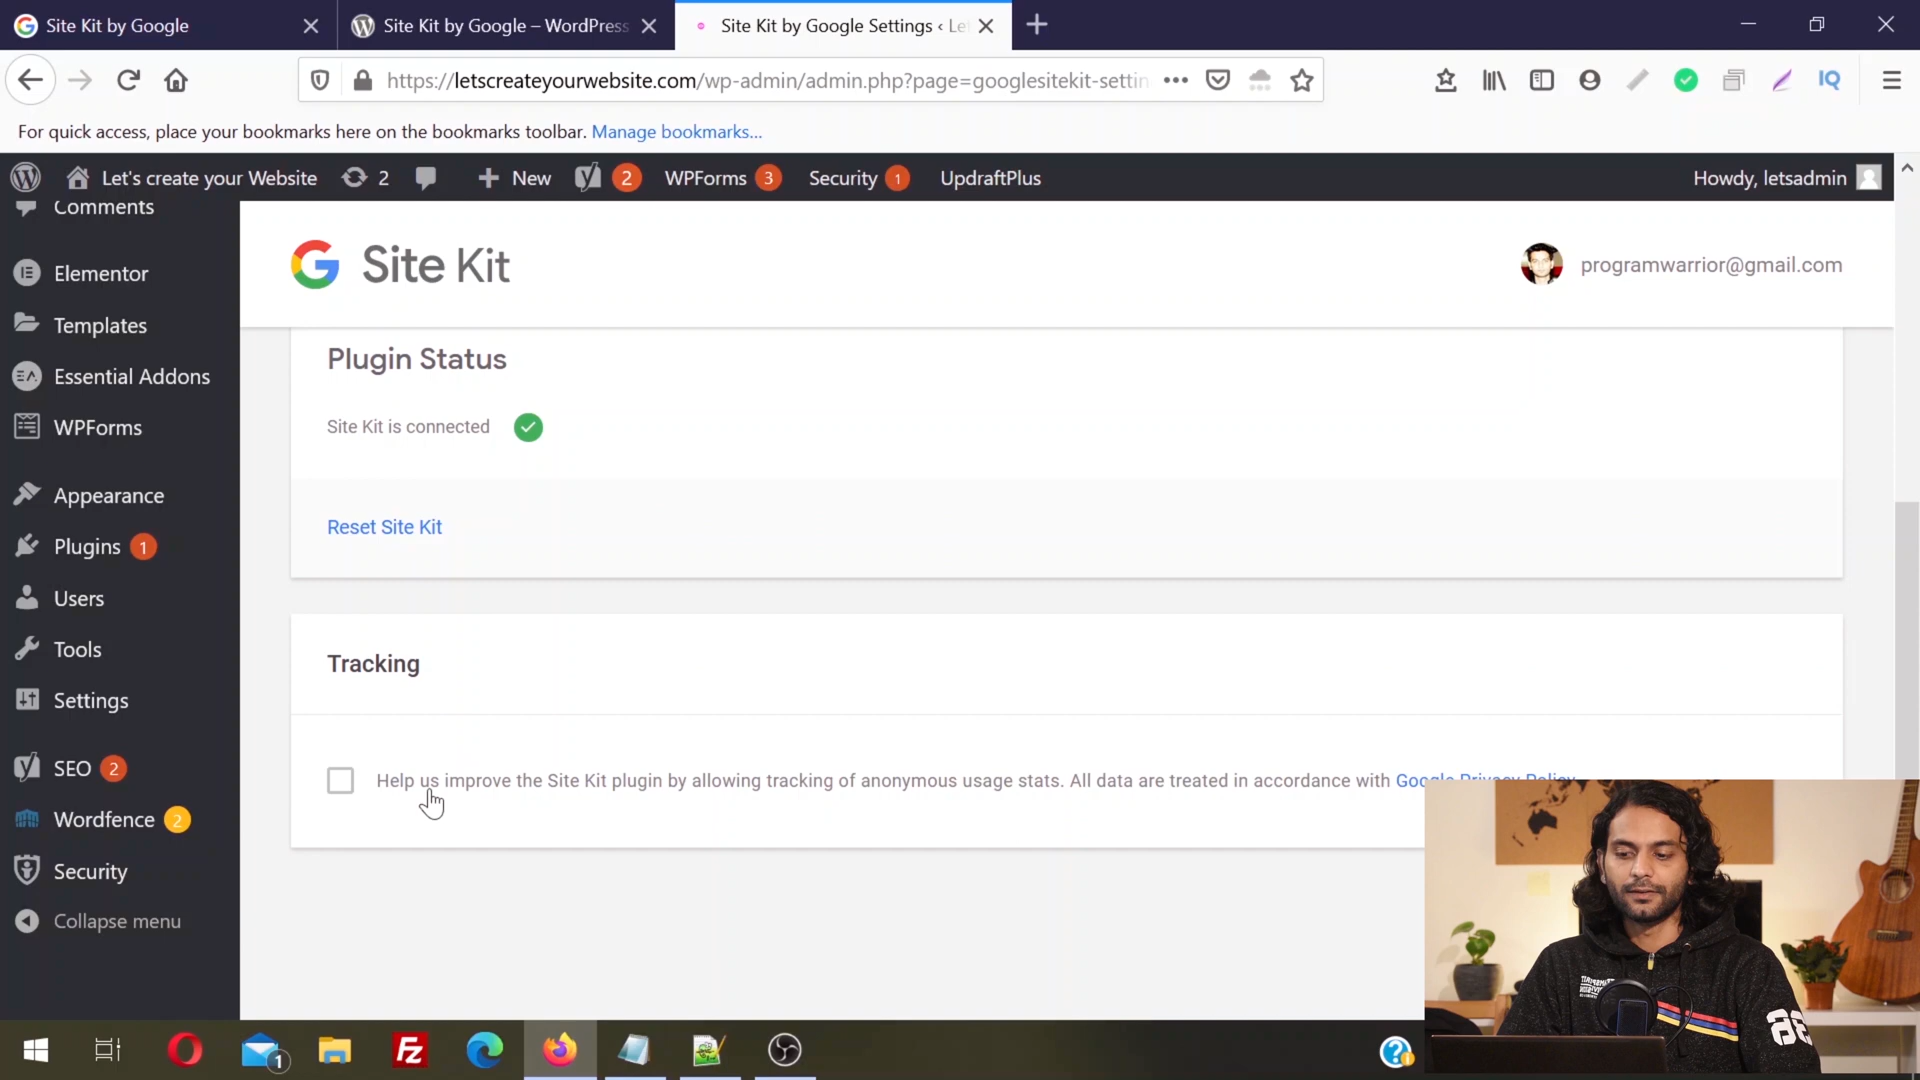 Site Kit by Google
Site Kit by Google – WordPress
Site Kit by Google Settings ‹ Le
https://letscreateyourwebsite.com/wp-admin/admin.php?page=googlesitekit-settin
IQ
For quick access, place your bookmarks here on the bookmarks toolbar. Manage bookmarks...
Let's create your Website
2
New
2
WPForms 3
Security 1
UpdraftPlus
Howdy, letsadmin
Comments
Elementor
Templates
Essential Addons
WPForms
Appearance
Plugins 1
Users
Tools
Settings
SEO 2
Wordfence 2
Security
Collapse menu
Site Kit
programwarrior@gmail.com
Plugin Status
Site Kit is connected
Reset Site Kit
Tracking
Help us improve the Site Kit plugin by allowing tracking of anonymous usage stats. All data are treated in accordance with Google Privacy Policy
1